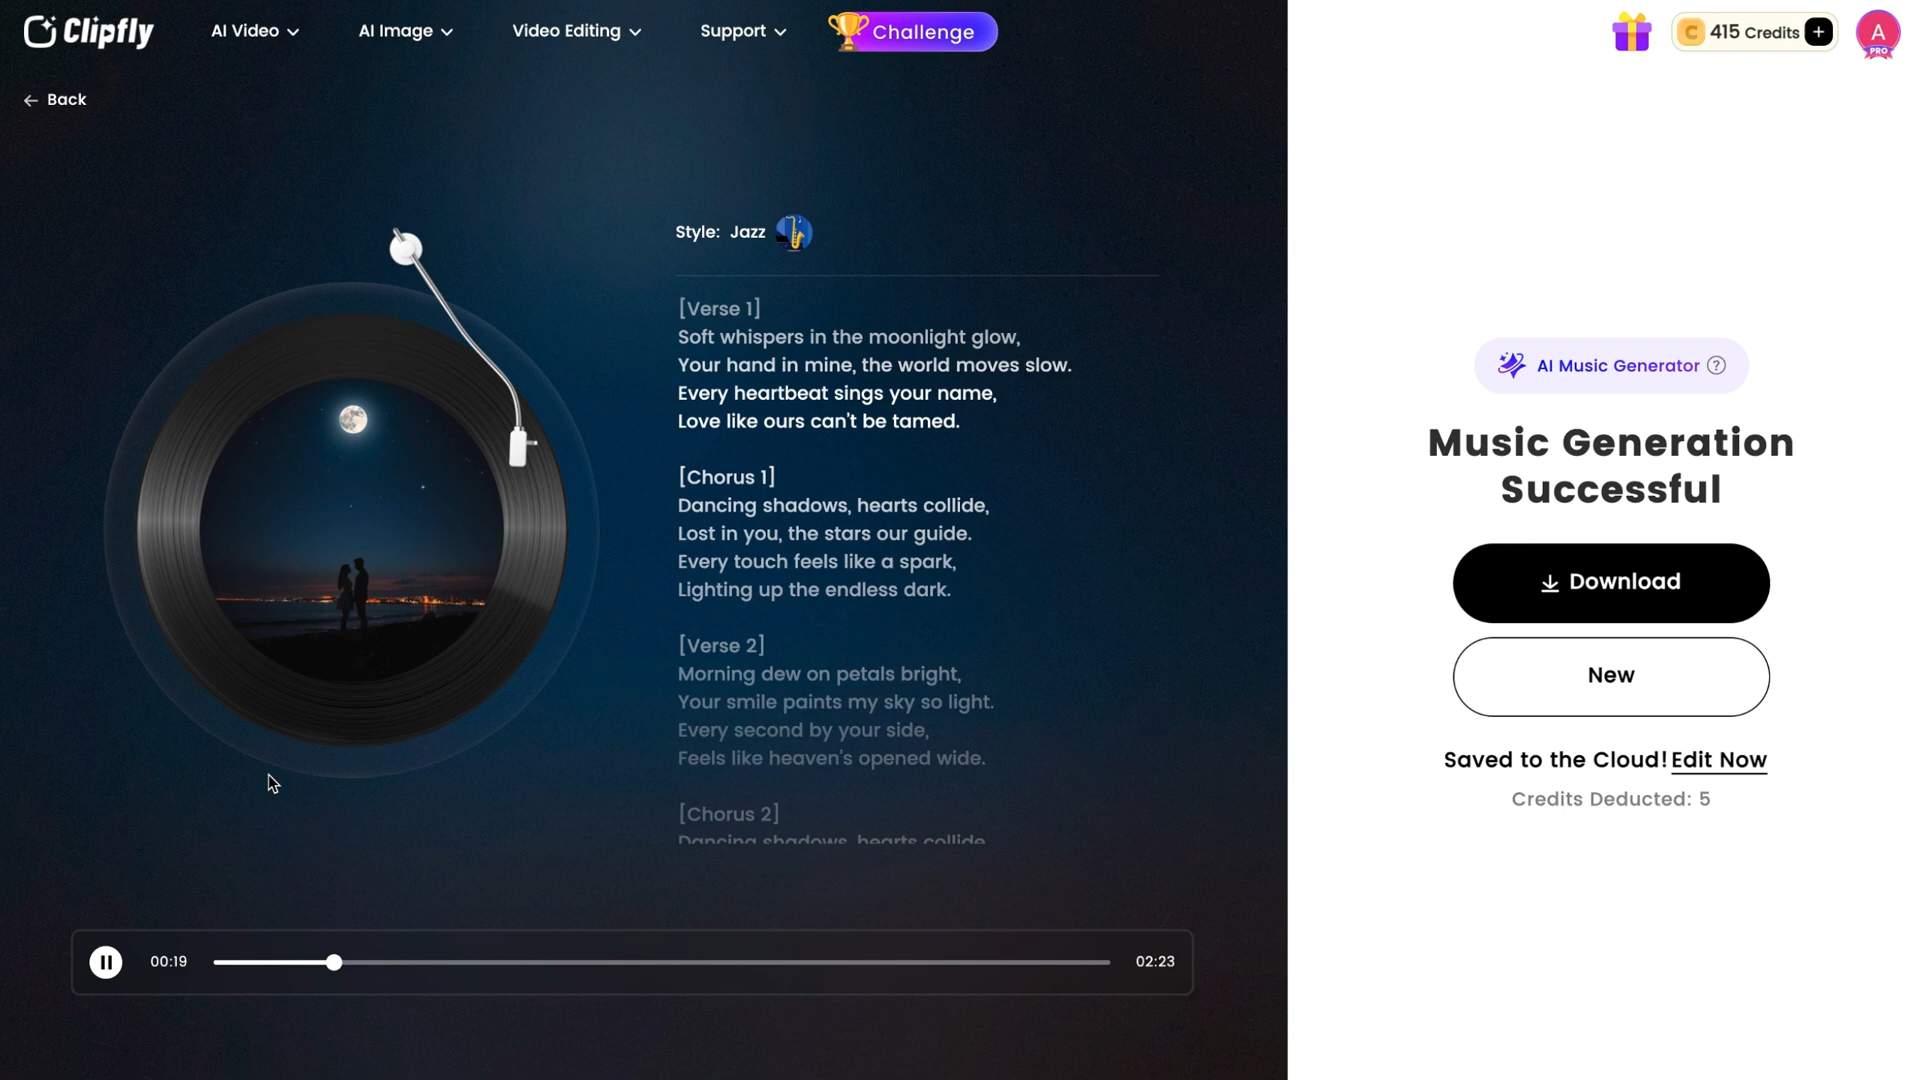 Clipfly
AI Video
AI Image
Video Editing
Support
Challenge
C
415 Credits +
A
PRO
Back
Style: Jazz
[Verse 1]
Soft whispers in the moonlight glow,
Your hand in mine, the world moves slow.
Every heartbeat sings your name,
Love like ours can't be tamed.
[Chorus 1]
Dancing shadows, hearts collide,
Lost in you, the stars our guide.
Every touch feels like a spark,
Lighting up the endless dark.
[Verse 2]
Morning dew on petals bright,
Your smile paints my sky so light.
Every second by your side,
Feels like heaven's opened wide.
[Chorus 2]
Dancing shadows, hearts collide
00:19
02:23
AI Music Generator ?
Music Generation
Successful
Download
New
Saved to the Cloud! Edit Now
Credits Deducted: 5